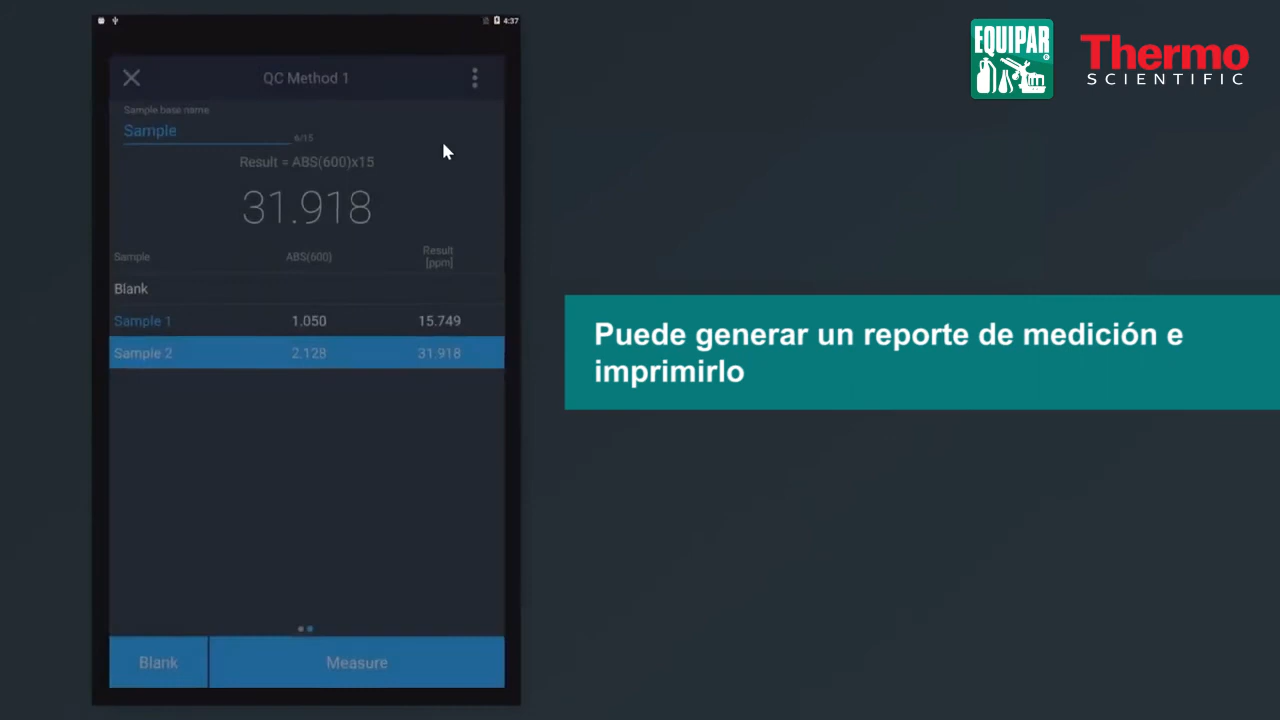 4:37
EQUIPAR
Thermo
SCIENTIFIC
QC Method 1
Sample base name
Sample
6/15
Result = ABS(600)x15
31.918
Sample ABS(600) Result
[ppm]
Blank
Sample 1 1.050 15.749
Sample 2 2.128 31.918
Blank Measure
Puede generar un reporte de medición e
imprimirlo